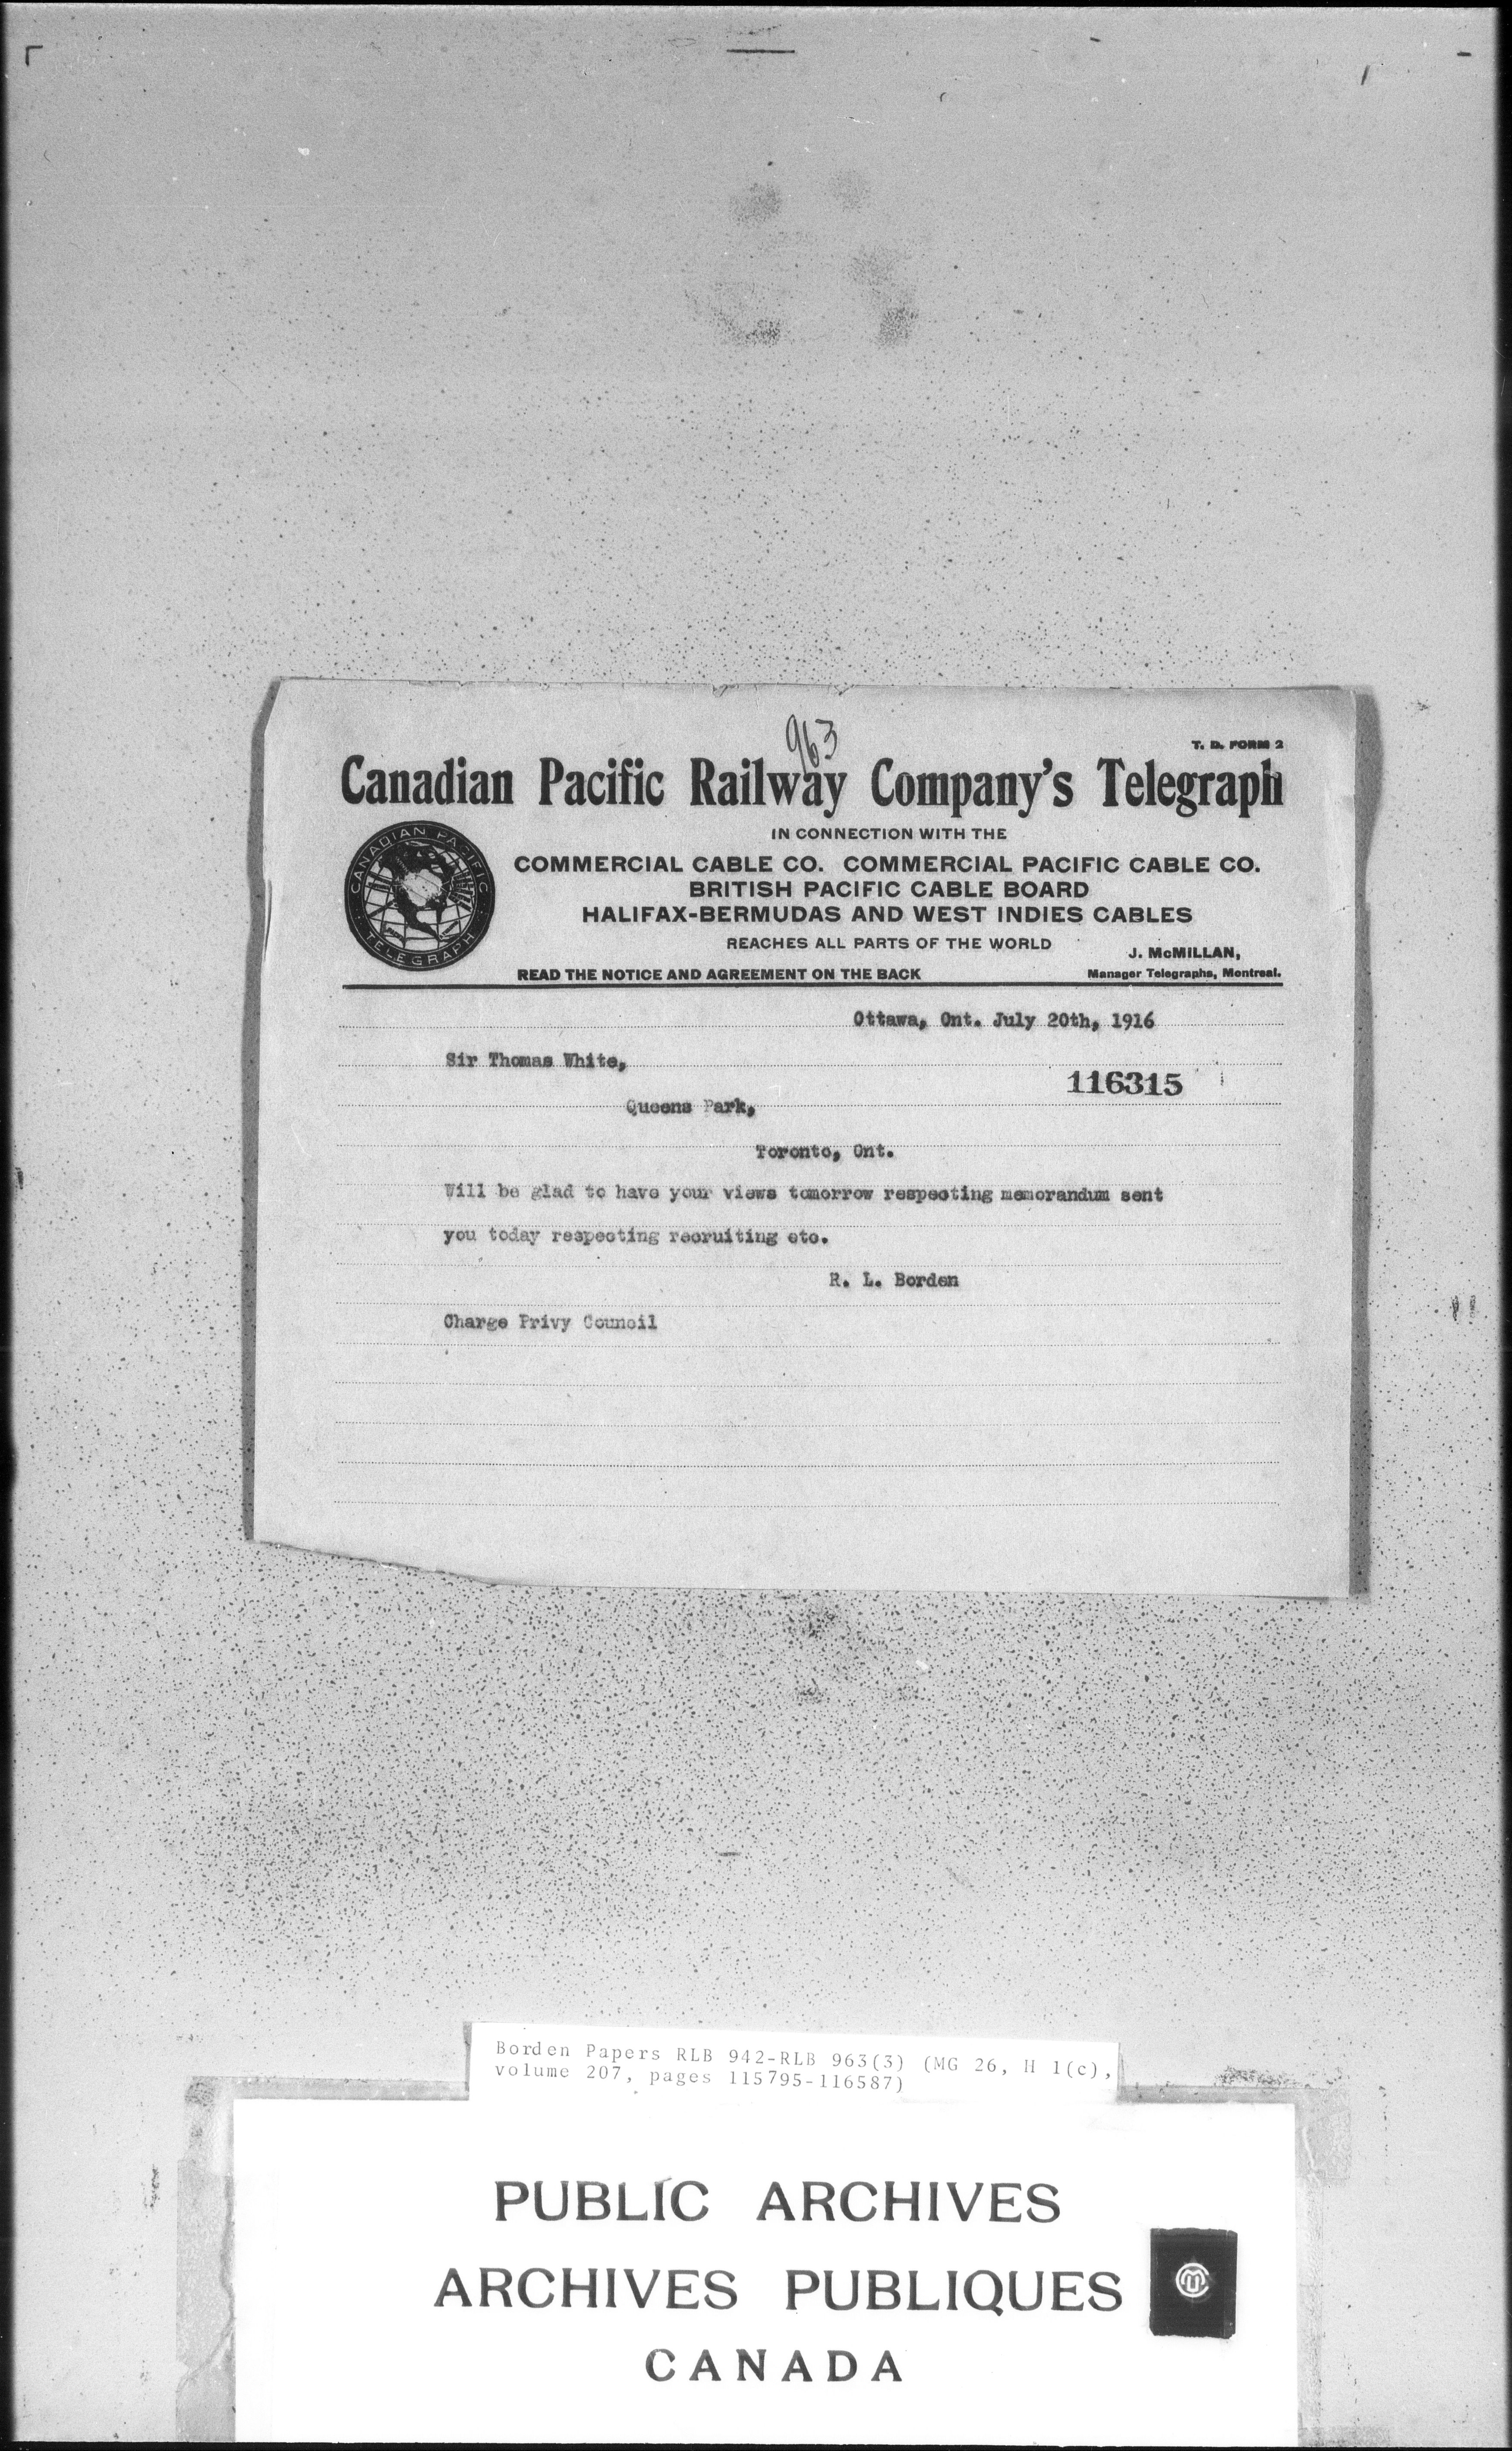 963
T. D. FORM 2
Canadian Pacific Railway Company's Telegraph
CANADIAN PACIFIC
TELEGRAPH
IN CONNECTION WITH THE
COMMERCIAL CABLE CO. COMMERCIAL PACIFIC CABLE CO.
BRITISH PACIFIC CABLE BOARD
HALIFAX-BERMUDAS AND WEST INDIES CABLES
REACHES ALL PARTS OF THE WORLD
J. McMILLAN,
READ THE NOTICE AND AGREEMENT ON THE BACK
Manager Telegraphs, Montreal.
Ottawa, Ont. July 20th, 1916
Sir Thomas White,
116315
Queens Park,
Toronto, Ont.
Will be glad to have your views tomorrow respecting memorandum sent
you today respecting recruiting etc.
R. L. Borden
Charge Privy Council
Borden Papers RLB 942-RLB 963(3) (MG 26, H 1(c),
volume 207, pages 115795-116587)
PUBLIC ARCHIVES
ARCHIVES PUBLIQUES
CANADA